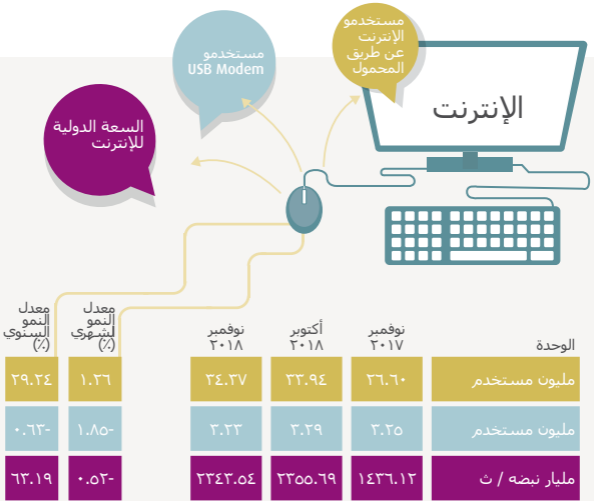 مستخدمو
الإنترنت
عن طريق
المحمول
مستخدمو
USB Modem
السعة الدولية
للإنترنت
الإنترنت
الوحدة
نوفمبر
٢٠١٧
أكتوبر
٢٠١٨
نوفمبر
٢٠١٨
معدل
النمو
الشهري
(٪)
معدل
النمو
السنوي
(٪)
مليون مستخدم ٢٦.٦٠ ٣٣.٩٤ ٣٤.٣٧ ١.٢٦ ٢٩.٢٤
مليون مستخدم ٣.٢٥ ٣.٢٩ ٣.٢٣ -١.٨٥ -٠.٦٣
مليار نبضه / ث ١٤٣٦.١٢ ٢٣٥٥.٦٩ ٢٣٤٣.٥٤ -٠.٥٢ ٦٣.١٩